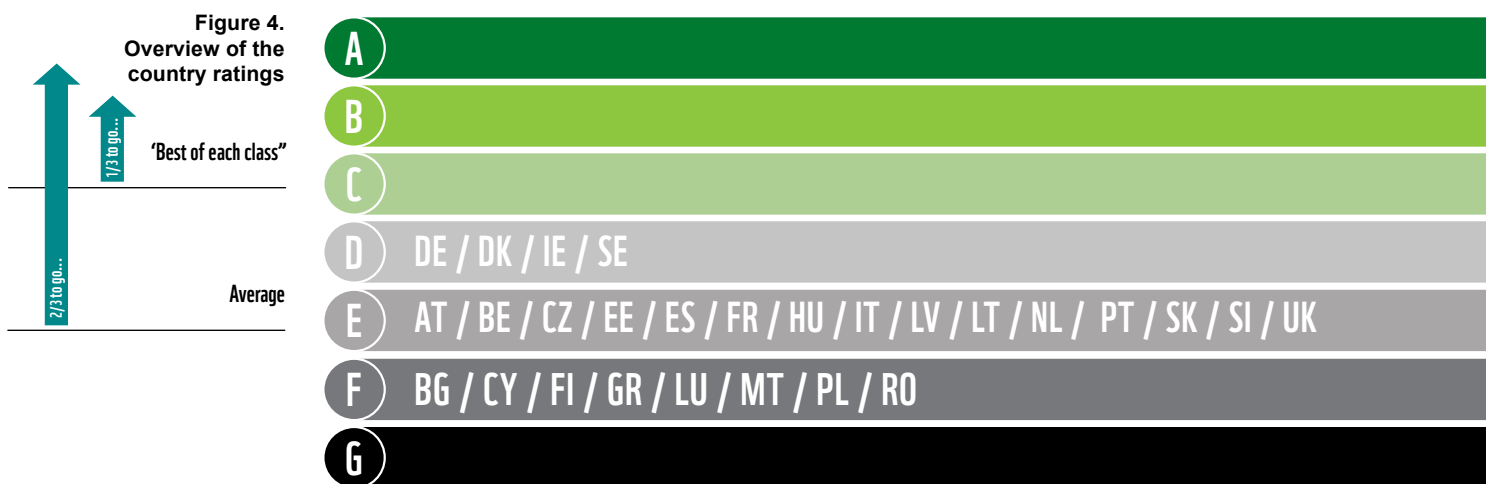 Figure 4.
Overview of the
country ratings
'Best of each class"
1/3 to go...
2/3 to go...
Average
A
B
C
D DE / DK / IE / SE
E AT / BE / CZ / EE / ES / FR / HU / IT / LV / LT / NL / PT / SK / SI / UK
F BG / CY / FI / GR / LU / MT / PL / RO
G